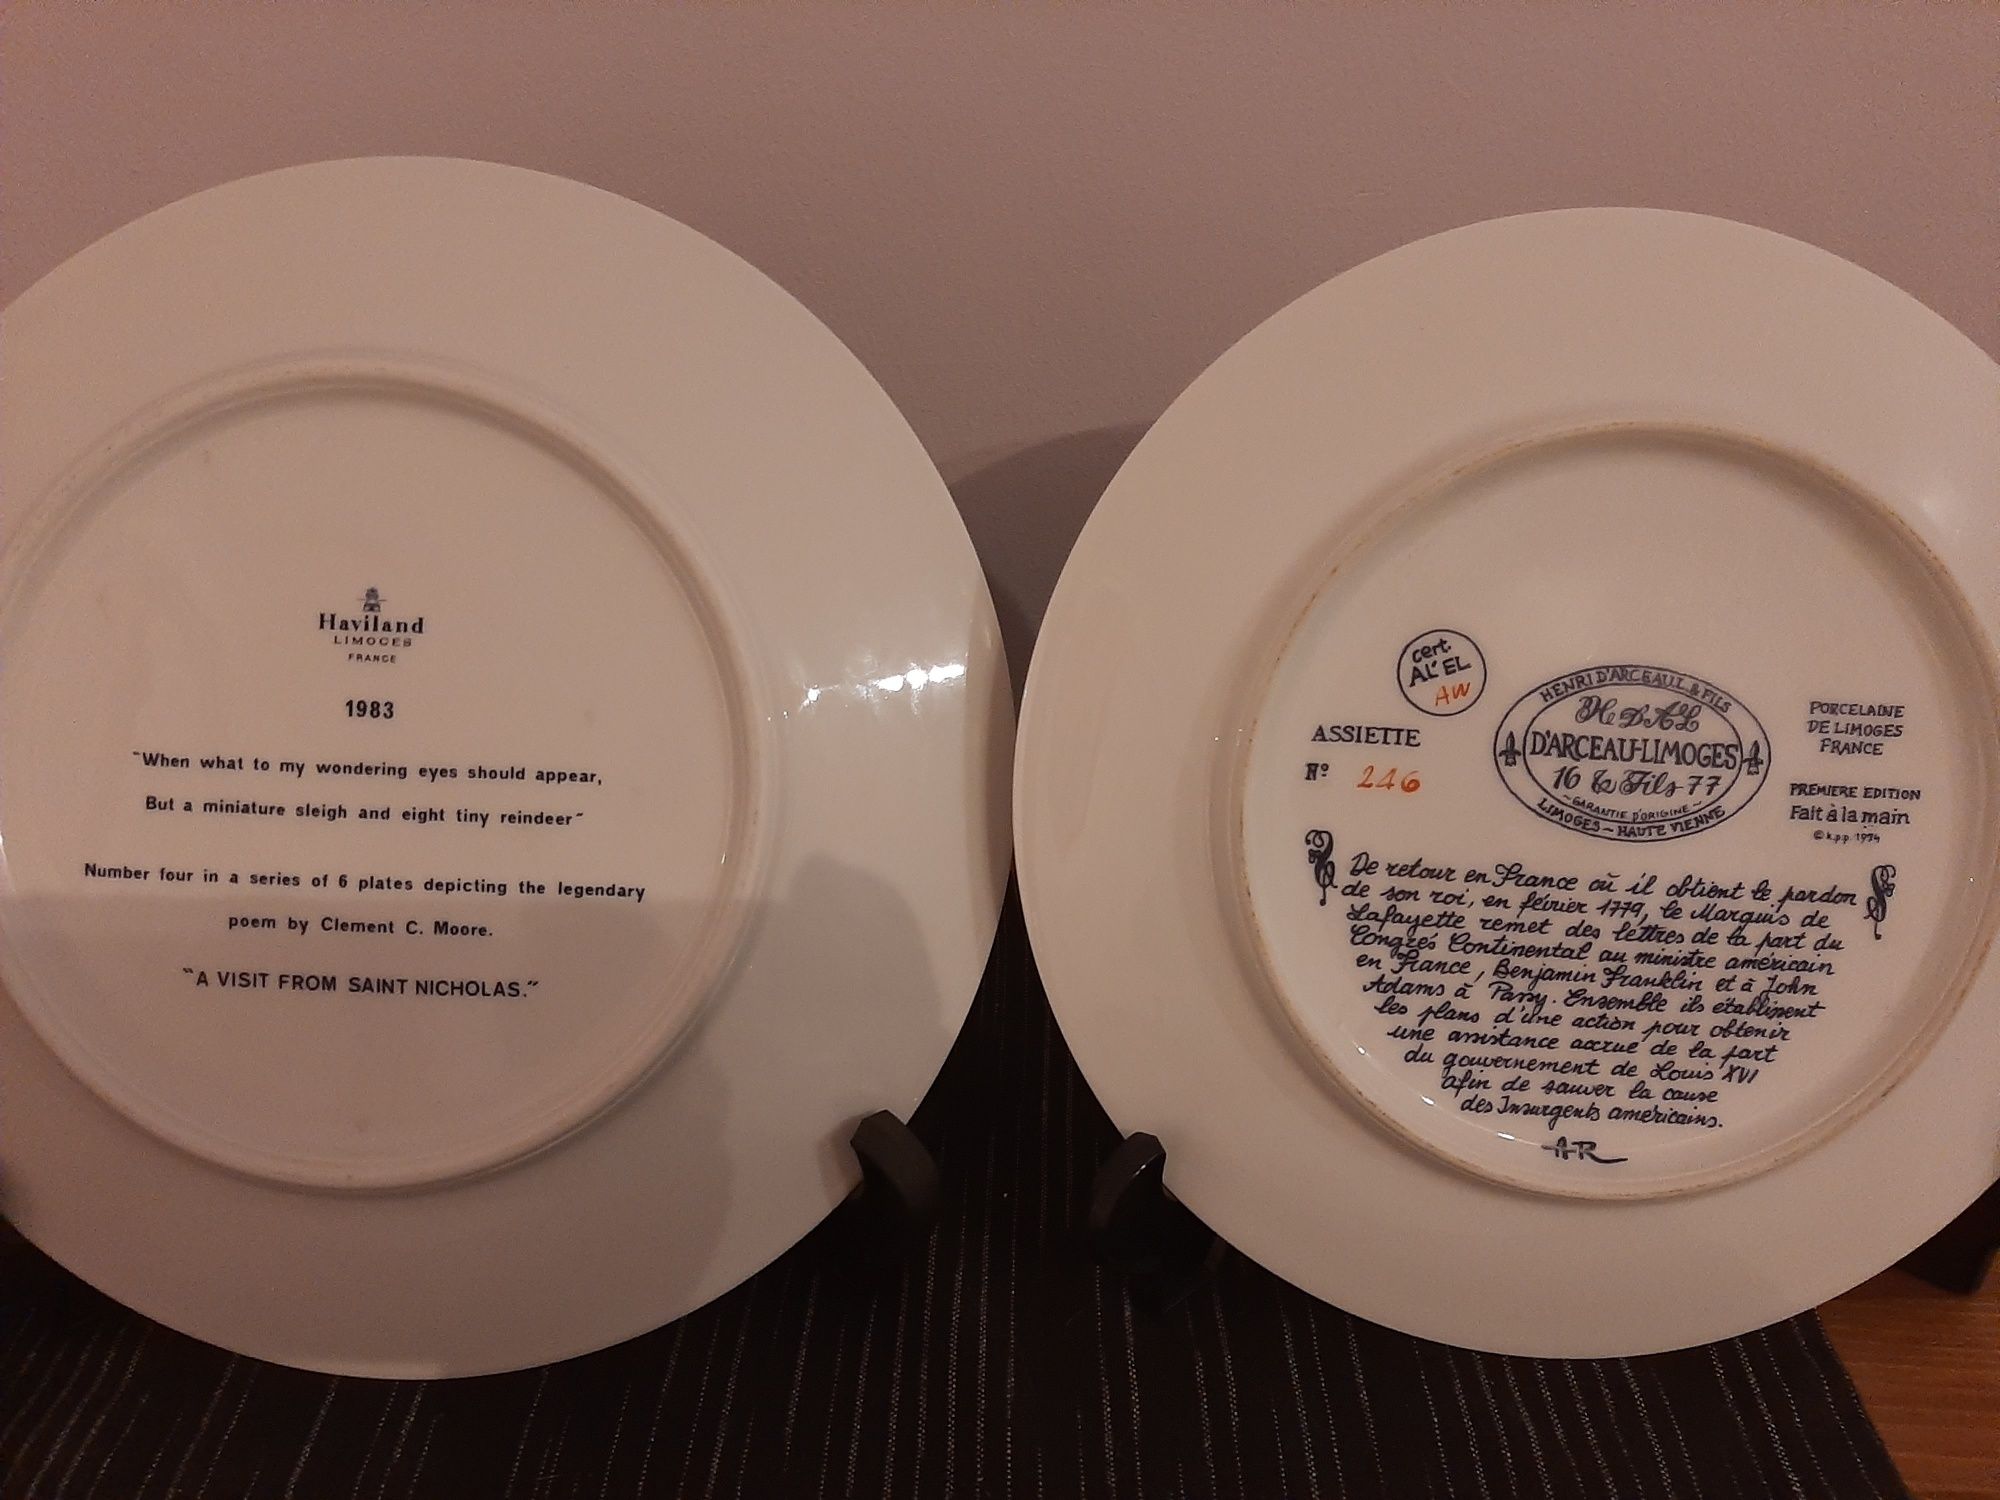 Haviland
LIMOGES
FRANCE
1983
"When what to my wondering eyes should appear,
But a miniature sleigh and eight tiny reindeer"
Number four in a series of 6 plates depicting the legendary
poem by Clement C. Moore.
"A VISIT FROM SAINT NICHOLAS."
cert.
AL' EL
AW
ASSIETTE
Nº 246
HENRI D'ARCEAU L & FILS
H D'A L
D'ARCEAU-LIMOGES
16 & Fils 77
~GARANTIE D'ORIGINE~
LIMOGES ~ HAUTE VIENNE
PORCELAINE
DE LIMOGES
FRANCE
PREMIERE EDITION
Fait à la main
© k.p.p. 1974
De retour en France où il obtient le pardon
de son roi, en février 1779, le Marquis de
Lafayette remet des lettres de la part du
Congrès Continental au ministre américain
en France, Benjamin Franklin et à John
Adams à Passy. Ensemble ils établissent
les plans d'une action pour obtenir
une assistance accrue de la part
du gouvernement de Louis XVI
afin de sauver la cause
des Insurgents américains.
AR